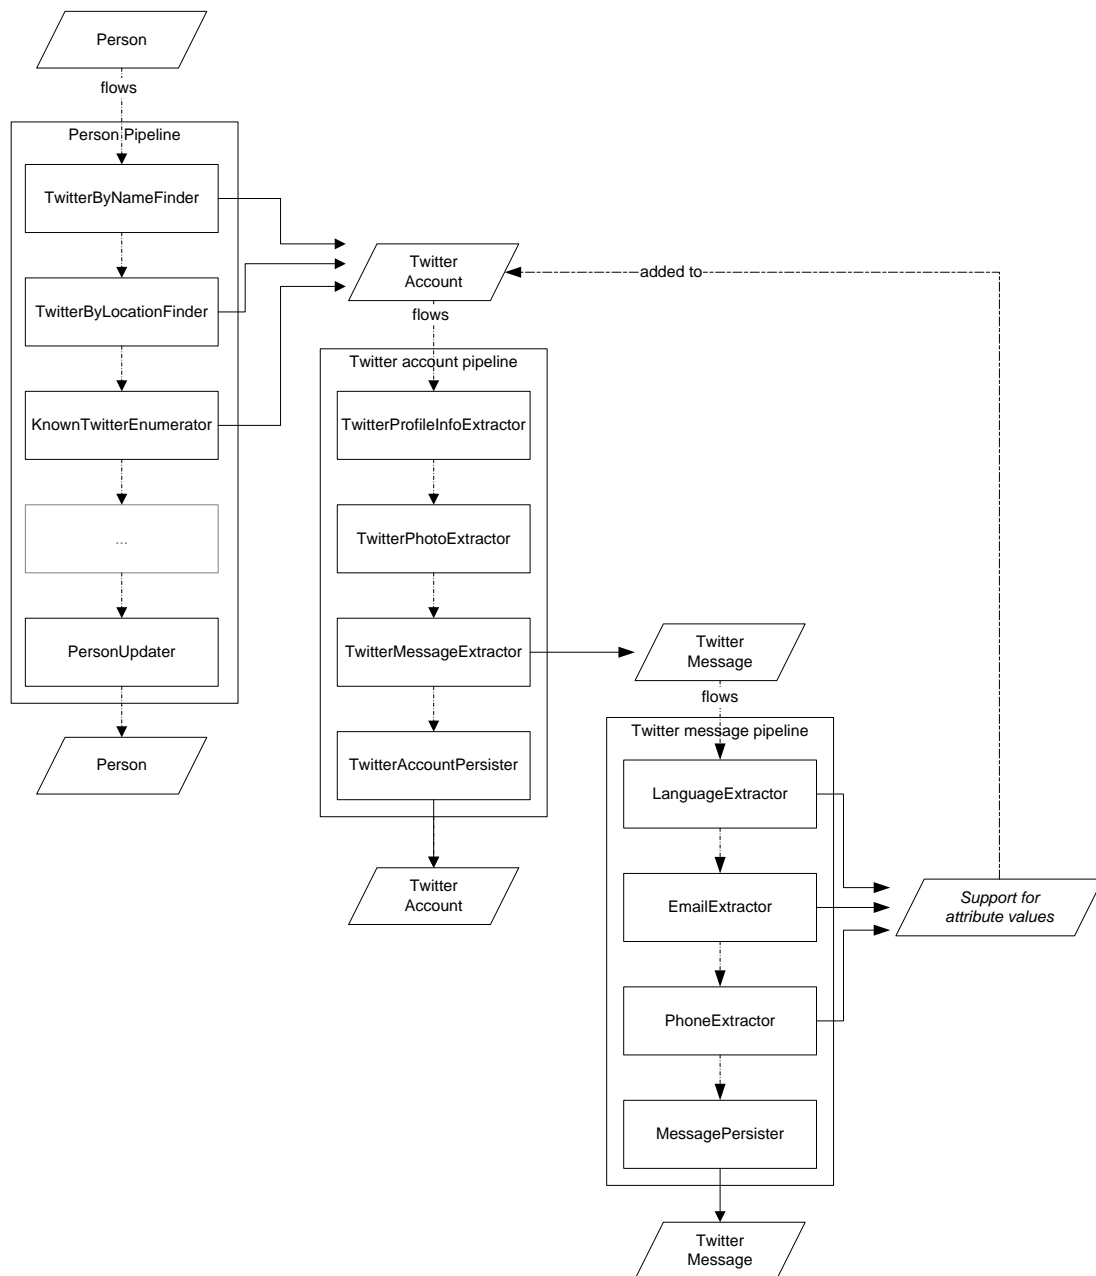 Person
flows
Person Pipeline
TwitterByNameFinder
TwitterByLocationFinder
KnownTwitterEnumerator
...
PersonUpdater
Person
Twitter
Account
added to
flows
Twitter account pipeline
TwitterProfileInfoExtractor
TwitterPhotoExtractor
TwitterMessageExtractor
TwitterAccountPersister
Twitter
Account
Twitter
Message
flows
Twitter message pipeline
LanguageExtractor
EmailExtractor
PhoneExtractor
MessagePersister
Support for
attribute values
Twitter
Message